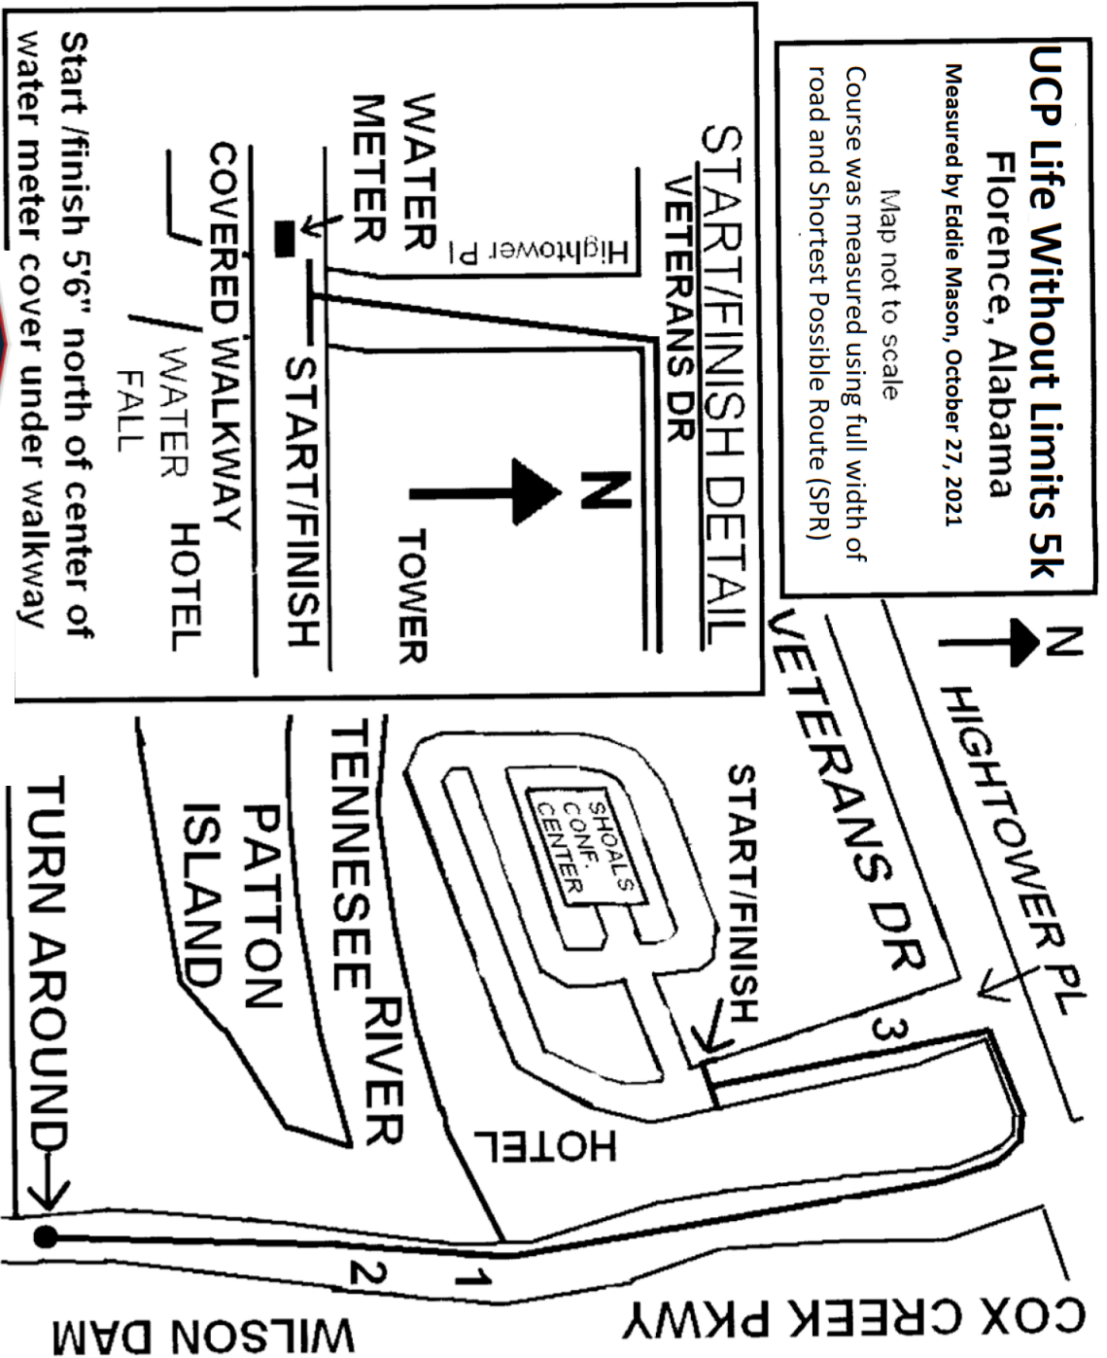 UCP Life Without Limits 5k
Florence, Alabama
Measured by Eddie Mason, October 27, 2021
Map not to scale
Course was measured using full width of
road and Shortest Possible Route (SPR)
START/FINISH DETAIL
VETERANS DR
Hightower Pl
N
WATER
METER
TOWER
START/FINISH
COVERED WALKWAY
WATER
FALL
HOTEL
Start /finish 5'6" north of center of
water meter cover under walkway
N
HIGHTOWER PL
VETERANS DR
3
START/FINISH
SHOALS
CONF.
CENTER
HOTEL
TENNESEE
RIVER
PATTON
ISLAND
TURN AROUND
1
2
COX CREEK PKWY
WILSON DAM